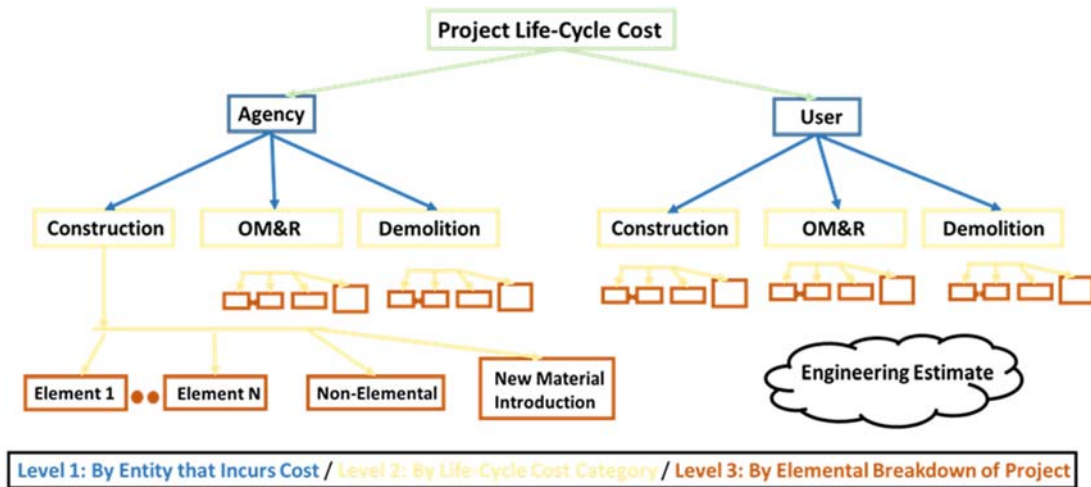 Project Life-Cycle Cost
Agency
User
Construction
OM&R
Demolition
Construction
OM&R
Demolition
Element 1
Element N
Non-Elemental
New Material
Introduction
Engineering Estimate
Level 1: By Entity that Incurs Cost / Level 2: By Life-Cycle Cost Category / Level 3: By Elemental Breakdown of Project